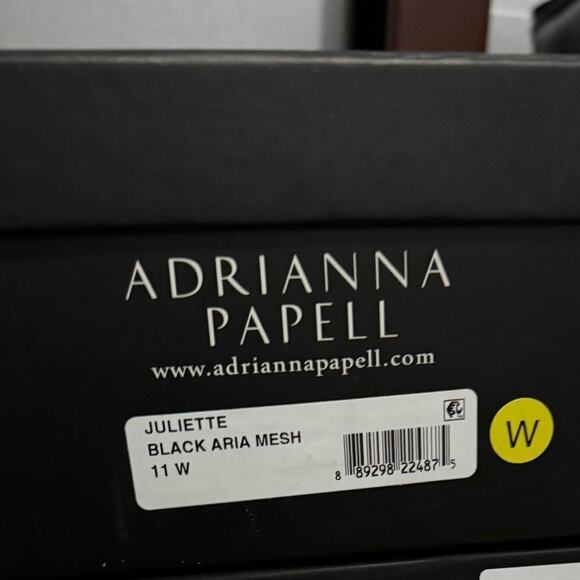 ADRIANNA
PAPELL
www.adriannapapell.com
JULIETTE
BLACK ARIA MESH
11 W
8 89298 22487 5
W